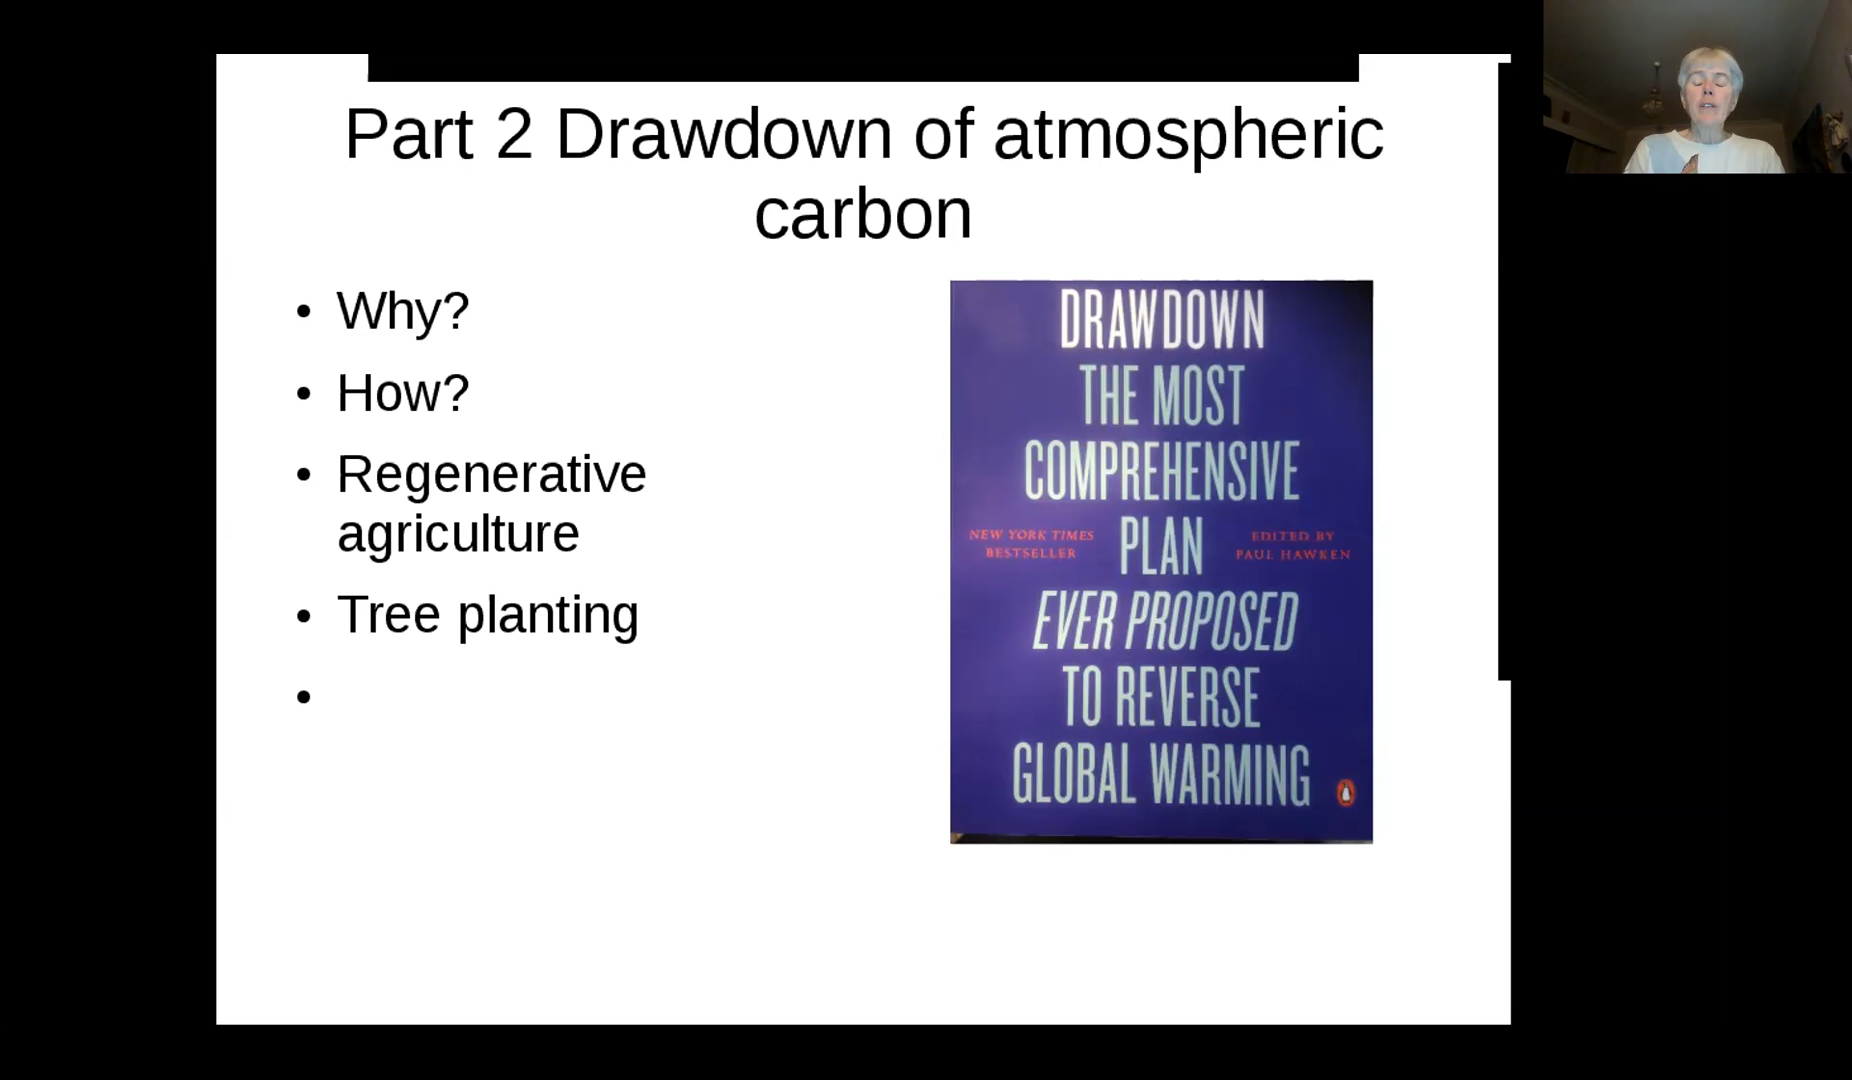 Part 2 Drawdown of atmospheric
carbon
• Why?
• How?
• Regenerative
agriculture
• Tree planting
•
DRAWDOWN
THE MOST
COMPREHENSIVE
NEW YORK TIMES
BESTSELLER
PLAN
EDITED BY
PAUL HAWKEN
EVER PROPOSED
TO REVERSE
GLOBAL WARMING